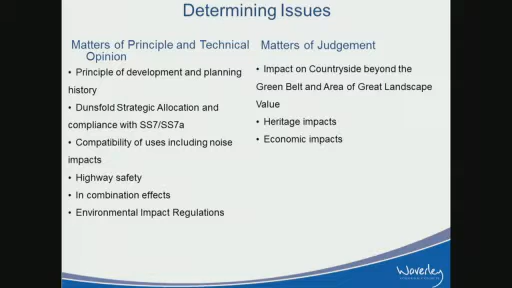 Determining Issues
Matters of Principle and Technical
Opinion
• Principle of development and planning
history
• Dunsfold Strategic Allocation and
compliance with SS7/SS7a
• Compatibility of uses including noise
impacts
• Highway safety
• In combination effects
• Environmental Impact Regulations
Matters of Judgement
• Impact on Countryside beyond the
Green Belt and Area of Great Landscape
Value
• Heritage impacts
• Economic impacts
Waverley